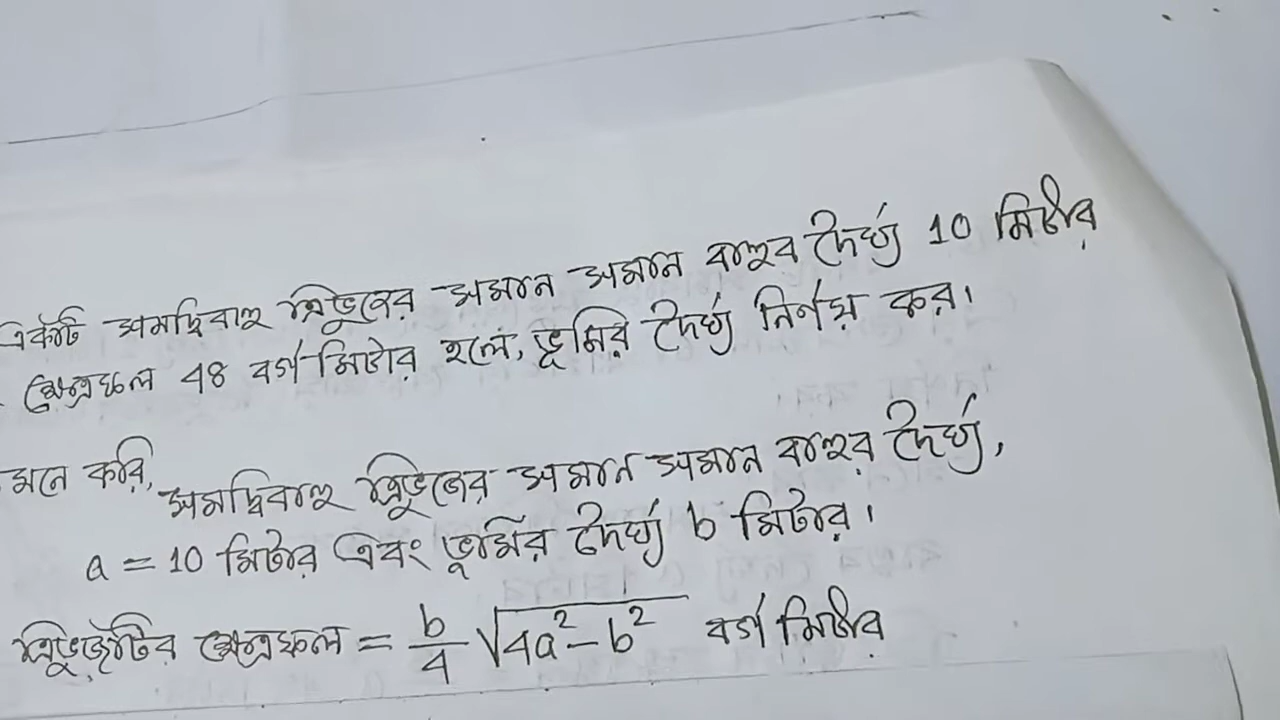 একটি সমদ্বিবাহু ত্রিভুজের সমান সমান বাহুর দৈর্ঘ্য 10 মিটার
ক্ষেত্রফল 48 বর্গমিটার হলে, ভূমির দৈর্ঘ্য নির্ণয় কর।
মনে করি,
সমদ্বিবাহু ত্রিভুজের সমান সমান বাহুর দৈর্ঘ্য,
a = 10 মিটার এবং ভূমির দৈর্ঘ্য b মিটার।
ত্রিভুজটির ক্ষেত্রফল = b/4 √(4a² - b²) বর্গ মিটার